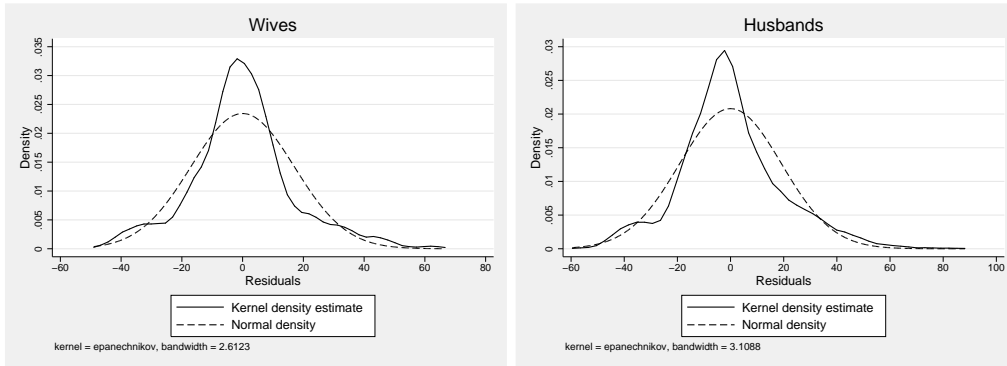 Wives
.035
.03
.025
.02
.015
.01
.005
0
Density
−60
−40
−20
0
20
40
60
80
Residuals
Kernel density estimate
Normal density
kernel = epanechnikov, bandwidth = 2.6123
Husbands
.03
.025
.02
.015
.01
.005
0
Density
−60
−40
−20
0
20
40
60
80
100
Residuals
Kernel density estimate
Normal density
kernel = epanechnikov, bandwidth = 3.1088